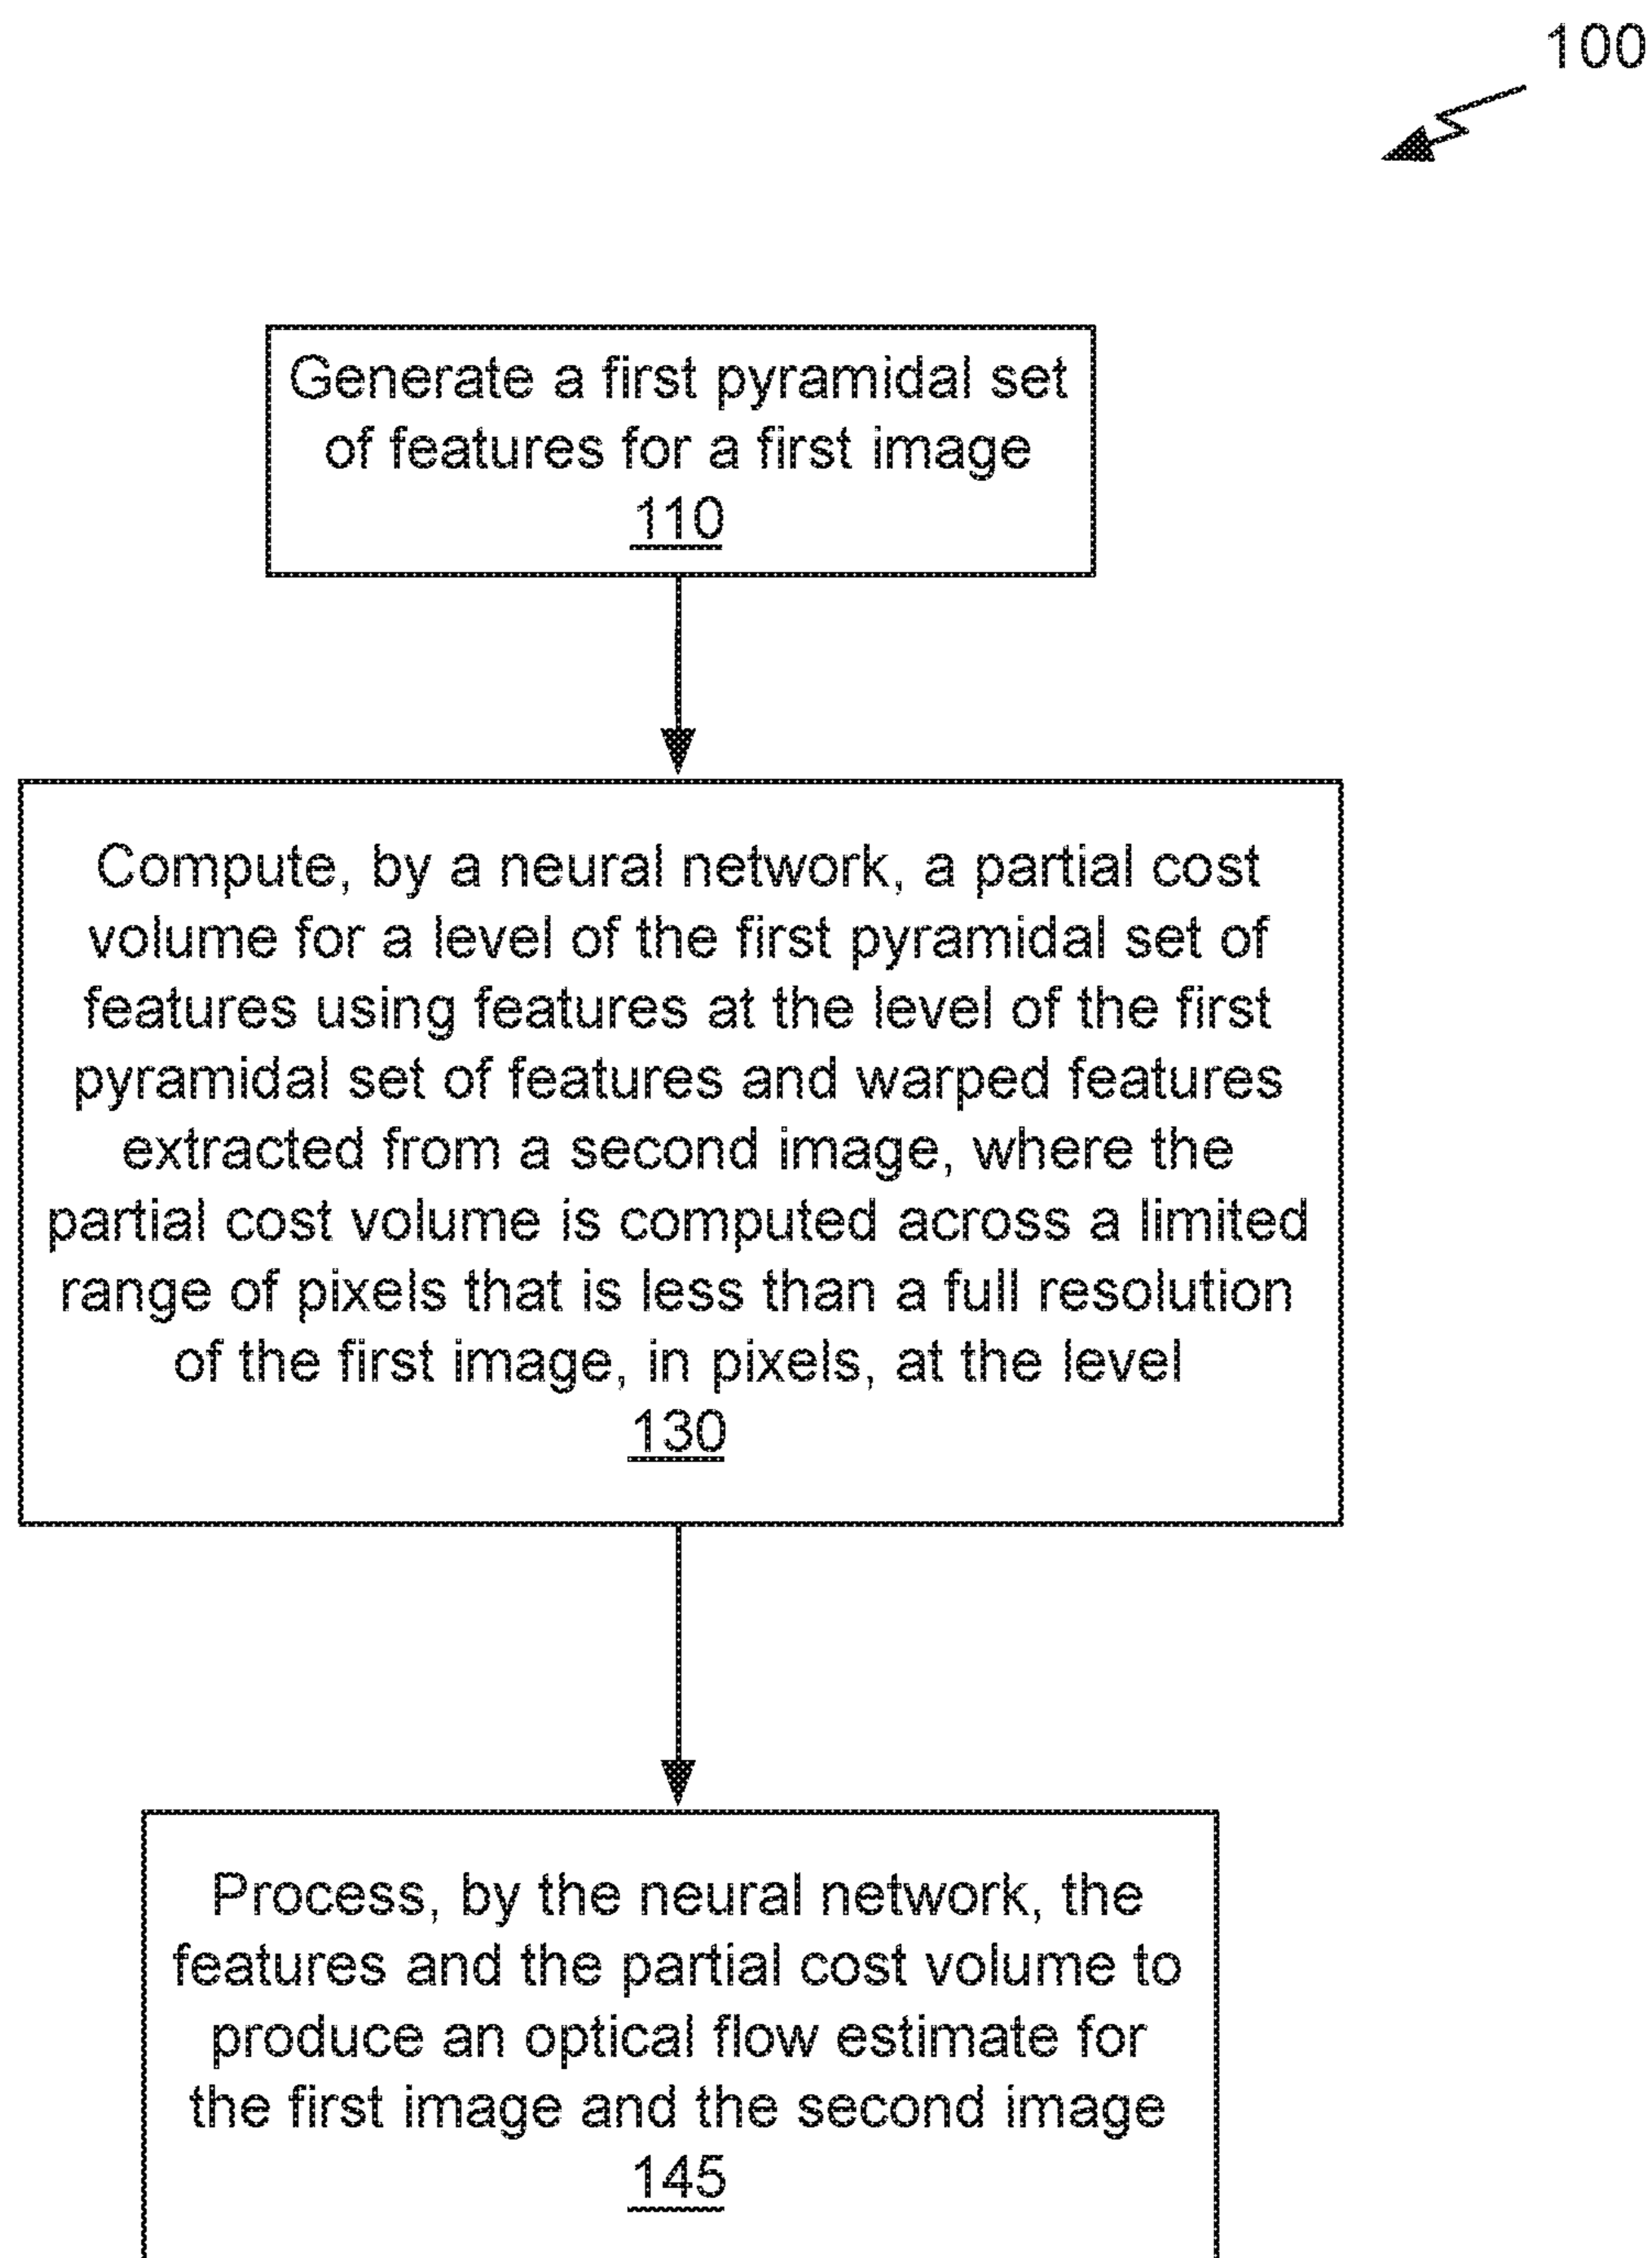 100
Generate a first pyramidal set
of features for a first image
110
Compute, by a neural network, a partial cost
volume for a level of the first pyramidal set of
features using features at the level of the first
pyramidal set of features and warped features
extracted from a second image, where the
partial cost volume is computed across a limited
range of pixels that is less than a full resolution
of the first image, in pixels, at the level
130
Process, by the neural network, the
features and the partial cost volume to
produce an optical flow estimate for
the first image and the second image
145